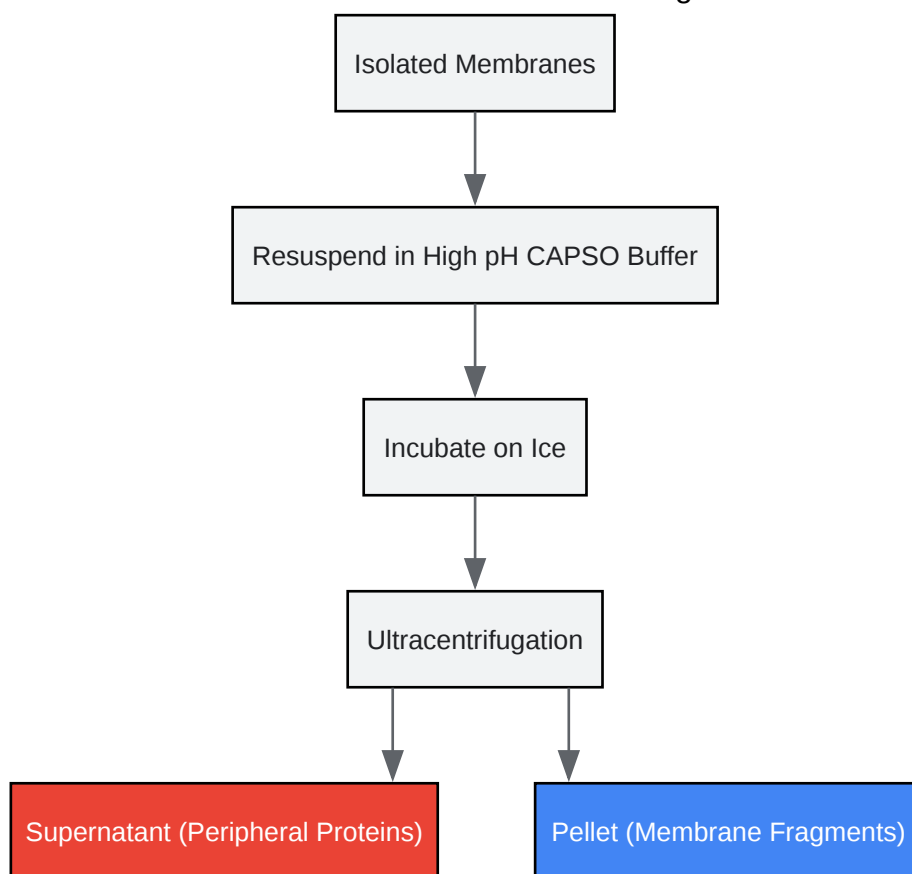 Isolated Membranes
Resuspend in High pH CAPSO Buffer
Incubate on Ice
Ultracentrifugation
Supernatant (Peripheral Proteins)
Pellet (Membrane Fragments)